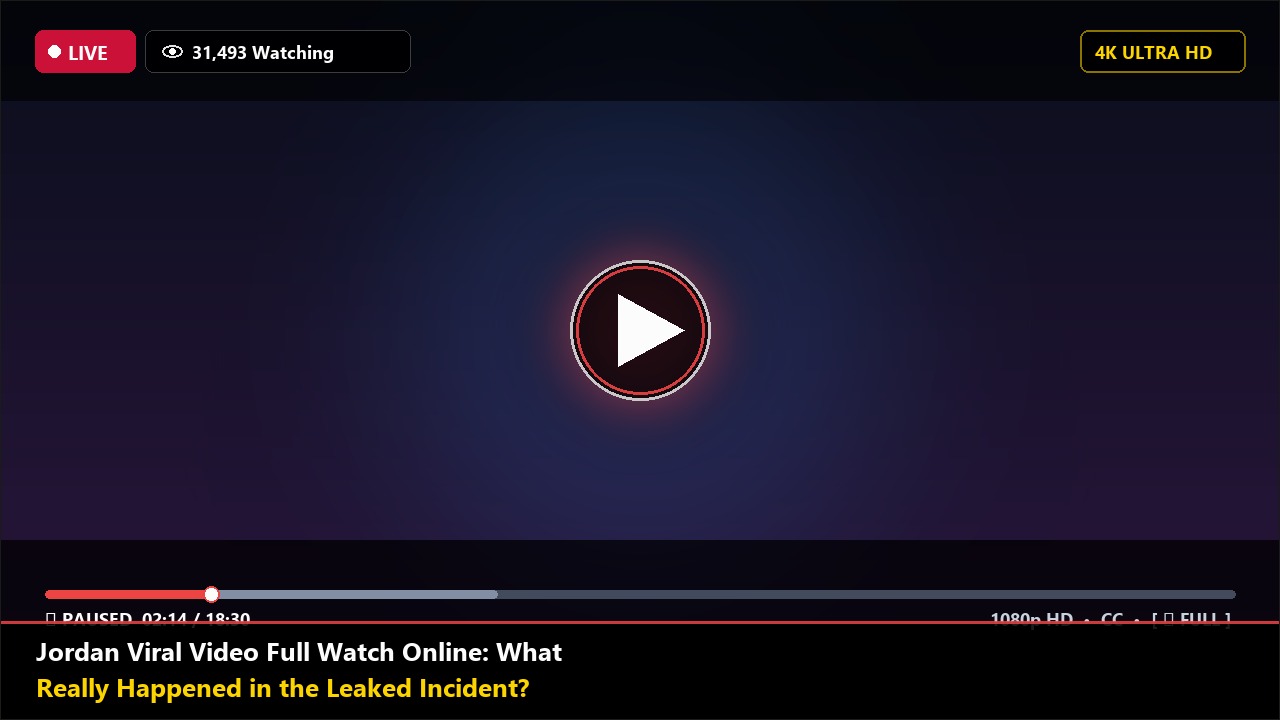 LIVE
31,493 Watching
4K ULTRA HD
PAUSED 02:14 / 18:30
1080p HD • CC • [ FULL ]
Jordan Viral Video Full Watch Online: What
Really Happened in the Leaked Incident?